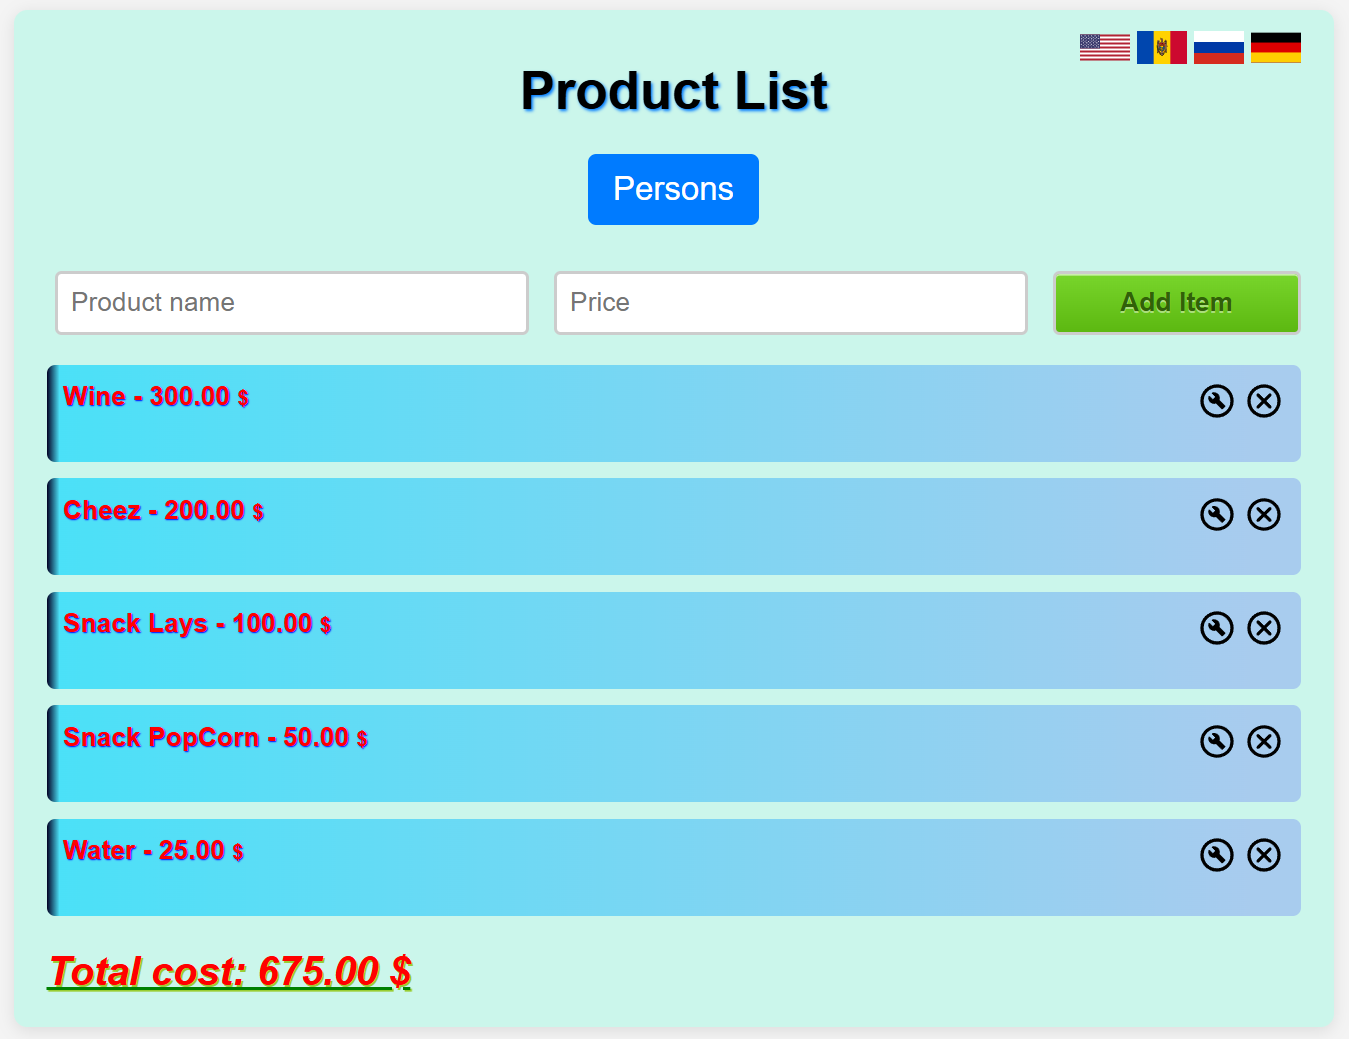 Product List
Persons
Product name
Price
Add Item
Wine - 300.00 $
Cheez - 200.00 $
Snack Lays - 100.00 $
Snack PopCorn - 50.00 $
Water - 25.00 $
Total cost: 675.00 $